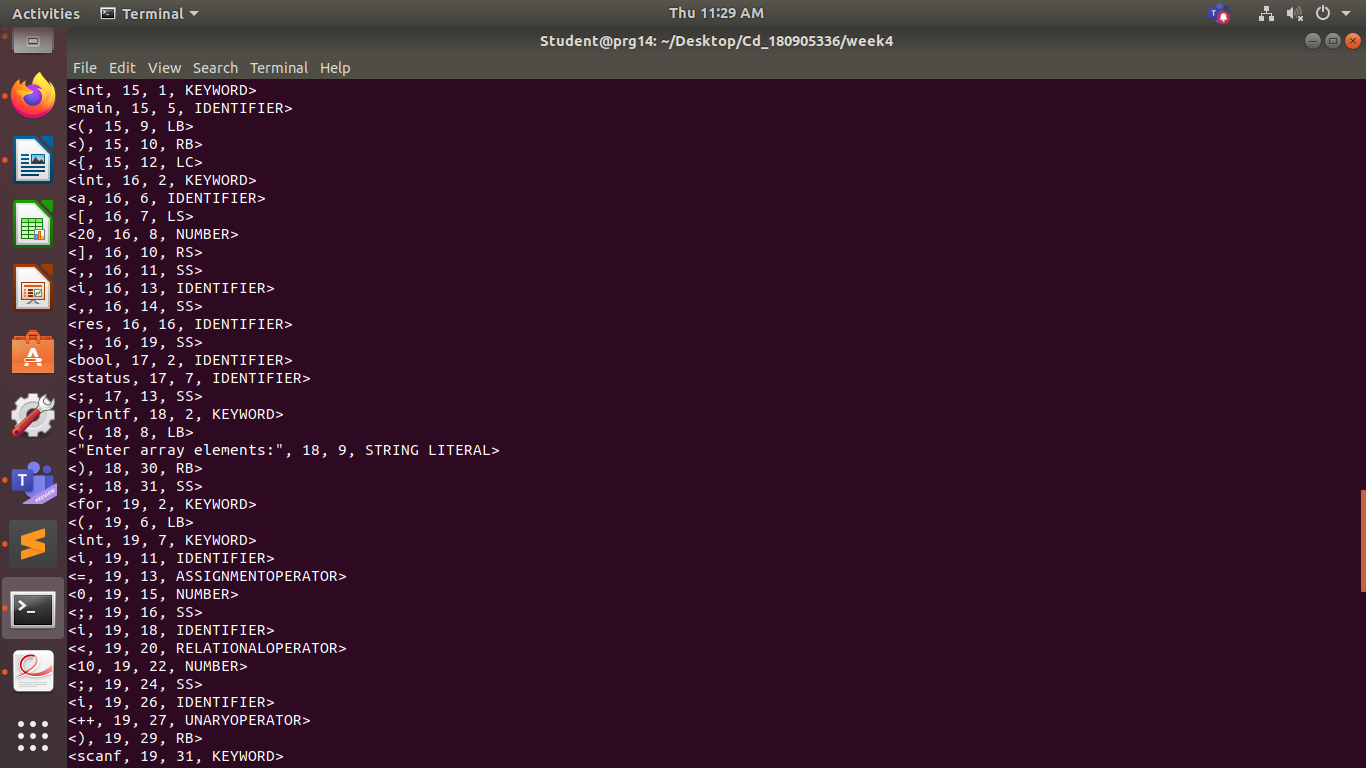 Activities Terminal Thu 11:29 AM
Student@prg14: ~/Desktop/Cd_180905336/week4
File Edit View Search Terminal Help
<int, 15, 1, KEYWORD>
<main, 15, 5, IDENTIFIER>
<(, 15, 9, LB>
<), 15, 10, RB>
<{, 15, 12, LC>
<int, 16, 2, KEYWORD>
<a, 16, 6, IDENTIFIER>
<[, 16, 7, LS>
<20, 16, 8, NUMBER>
<], 16, 10, RS>
<,, 16, 11, SS>
<i, 16, 13, IDENTIFIER>
<,, 16, 14, SS>
<res, 16, 16, IDENTIFIER>
<;, 16, 19, SS>
<bool, 17, 2, IDENTIFIER>
<status, 17, 7, IDENTIFIER>
<;, 17, 13, SS>
<printf, 18, 2, KEYWORD>
<(, 18, 8, LB>
<"Enter array elements:", 18, 9, STRING LITERAL>
<), 18, 30, RB>
<;, 18, 31, SS>
<for, 19, 2, KEYWORD>
<(, 19, 6, LB>
<int, 19, 7, KEYWORD>
<i, 19, 11, IDENTIFIER>
<=, 19, 13, ASSIGNMENTOPERATOR>
<0, 19, 15, NUMBER>
<;, 19, 16, SS>
<i, 19, 18, IDENTIFIER>
<<, 19, 20, RELATIONALOPERATOR>
<10, 19, 22, NUMBER>
<;, 19, 24, SS>
<i, 19, 26, IDENTIFIER>
<++, 19, 27, UNARYOPERATOR>
<), 19, 29, RB>
<scanf, 19, 31, KEYWORD>